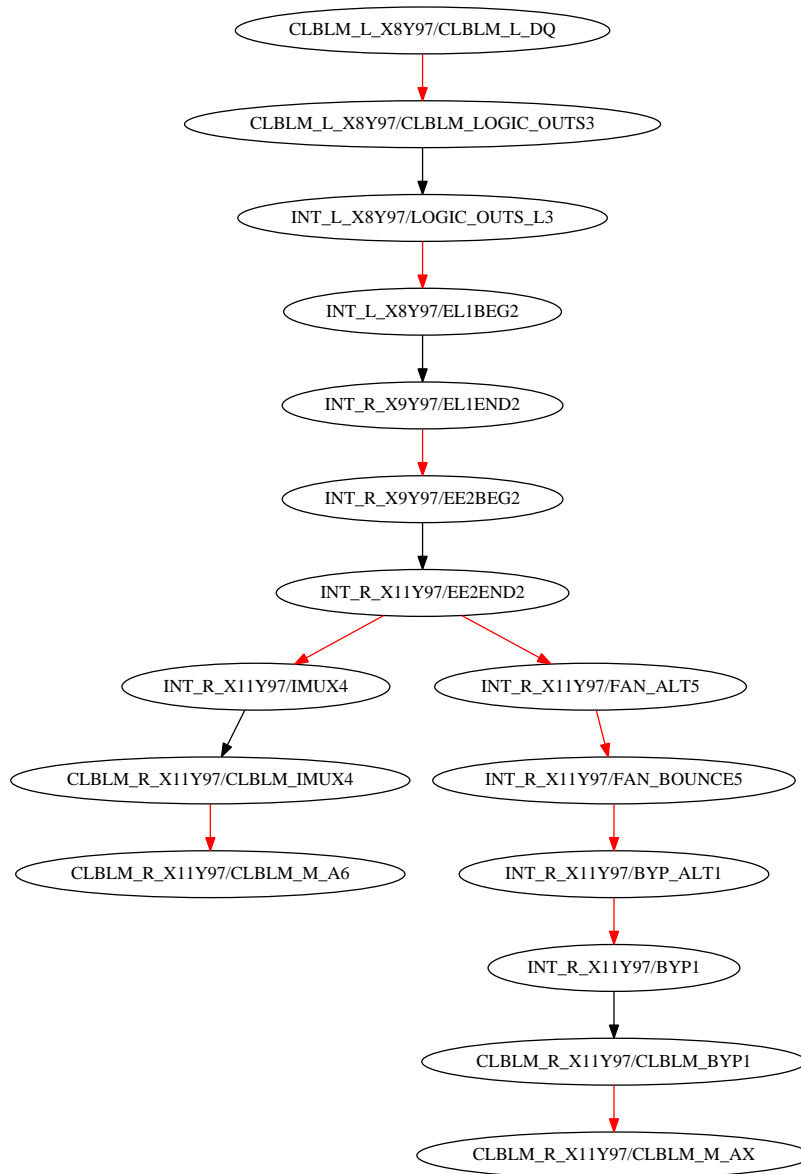 CLBLM_L_X8Y97/CLBLM_L_DQ
CLBLM_L_X8Y97/CLBLM_LOGIC_OUTS3
INT_L_X8Y97/LOGIC_OUTS_L3
INT_L_X8Y97/EL1BEG2
INT_R_X9Y97/EL1END2
INT_R_X9Y97/EE2BEG2
INT_R_X11Y97/EE2END2
INT_R_X11Y97/IMUX4
INT_R_X11Y97/FAN_ALT5
CLBLM_R_X11Y97/CLBLM_IMUX4
INT_R_X11Y97/FAN_BOUNCE5
CLBLM_R_X11Y97/CLBLM_M_A6
INT_R_X11Y97/BYP_ALT1
INT_R_X11Y97/BYP1
CLBLM_R_X11Y97/CLBLM_BYP1
CLBLM_R_X11Y97/CLBLM_M_AX